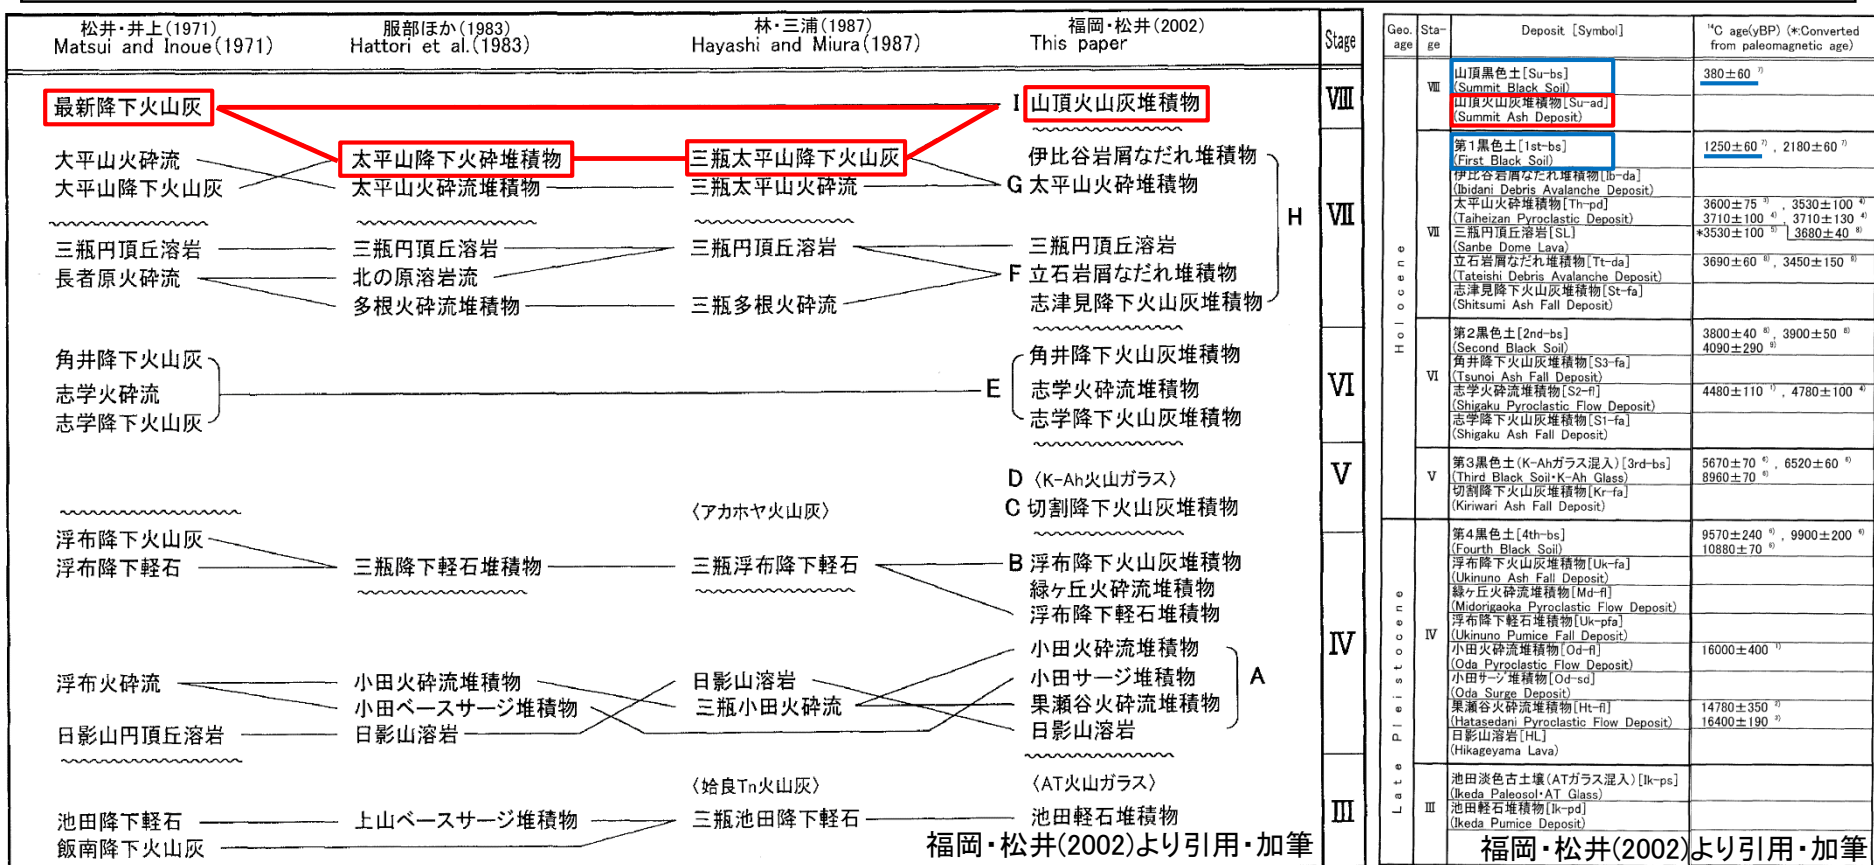 松井・井上(1971)
Matsui and Inoue(1971)
服部ほか(1983)
Hattori et al.(1983)
林・三浦(1987)
Hayashi and Miura(1987)
福岡・松井(2002)
This paper
Stage
最新降下火山灰
I 山頂火山灰堆積物
VIII
大平山火砕流
太平山降下火砕堆積物
三瓶太平山降下火山灰
伊比谷岩屑なだれ堆積物
大平山降下火山灰
太平山火砕流堆積物
三瓶太平山火砕流
G 太平山火砕堆積物
H
VII
三瓶円頂丘溶岩
三瓶円頂丘溶岩
三瓶円頂丘溶岩
三瓶円頂丘溶岩
長者原火砕流
北の原溶岩流
F 立石岩屑なだれ堆積物
多根火砕流堆積物
三瓶多根火砕流
志津見降下火山灰堆積物
角井降下火山灰
角井降下火山灰堆積物
志学火砕流
E
志学火砕流堆積物
VI
志学降下火山灰
志学降下火山灰堆積物
D 〈K-Ah火山ガラス〉
V
〈アカホヤ火山灰〉
C 切割降下火山灰堆積物
浮布降下火山灰
浮布降下軽石
三瓶降下軽石堆積物
三瓶浮布降下軽石
B 浮布降下火山灰堆積物
緑ヶ丘火砕流堆積物
浮布降下軽石堆積物
IV
小田火砕流堆積物
浮布火砕流
小田火砕流堆積物
日影山溶岩
小田サージ堆積物
A
小田ベースサージ堆積物
三瓶小田火砕流
果瀬谷火砕流堆積物
日影山円頂丘溶岩
日影山溶岩
日影山溶岩
〈姶良Tn火山灰〉
〈AT火山ガラス〉
池田降下軽石
上山ベースサージ堆積物
三瓶池田降下軽石
池田軽石堆積物
III
飯南降下火山灰
福岡・松井(2002)より引用・加筆
Geo. age
Sta-ge
Deposit [Symbol]
14C age(yBP) (*:Converted from paleomagnetic age)
Holocene
VIII
山頂黒色土[Su-bs]
(Summit Black Soil)
380±60 7)
山頂火山灰堆積物[Su-ad]
(Summit Ash Deposit)
VII
第1黒色土[1st-bs]
(First Black Soil)
1250±60 7) , 2180±60 7)
伊比谷岩屑なだれ堆積物[Ib-da]
(Ibidani Debris Avalanche Deposit)
太平山火砕堆積物[Th-pd]
(Taiheizan Pyroclastic Deposit)
3600±75 3) , 3530±100 4)
3710±100 4) , 3710±130 4)
三瓶円頂丘溶岩[SL]
(Sanbe Dome Lava)
*3530±100 5) 3680±40 8)
立石岩屑なだれ堆積物[Tt-da]
(Tateishi Debris Avalanche Deposit)
3690±60 8) , 3450±150 9)
志津見降下火山灰堆積物[St-fa]
(Shitsumi Ash Fall Deposit)
VI
第2黒色土[2nd-bs]
(Second Black Soil)
3800±40 8) , 3900±50 8)
4090±290 9)
角井降下火山灰堆積物[S3-fa]
(Tsunoi Ash Fall Deposit)
志学火砕流堆積物[S2-fl]
(Shigaku Pyroclastic Flow Deposit)
4480±110 1) , 4780±100 4)
志学降下火山灰堆積物[S1-fa]
(Shigaku Ash Fall Deposit)
V
第3黒色土(K-Ahガラス混入)[3rd-bs]
(Third Black Soil・K-Ah Glass)
5670±70 6) , 6520±60 6)
8960±70 6)
切割降下火山灰堆積物[Kr-fa]
(Kiriwari Ash Fall Deposit)
Late Pleistocene
IV
第4黒色土[4th-bs]
(Fourth Black Soil)
9570±240 6) , 9900±200 6)
10880±70 6)
浮布降下火山灰堆積物[Uk-fa]
(Ukinuno Ash Fall Deposit)
緑ヶ丘火砕流堆積物[Md-fl]
(Midorigaoka Pyroclastic Flow Deposit)
浮布降下軽石堆積物[Uk-pfa]
(Ukinuno Pumice Fall Deposit)
小田火砕流堆積物[Od-fl]
(Oda Pyroclastic Flow Deposit)
16000±400 1)
小田サージ堆積物[Od-sd]
(Oda Surge Deposit)
果瀬谷火砕流堆積物[Ht-fl]
(Hatasedani Pyroclastic Flow Deposit)
14780±350 2)
16400±190 3)
日影山溶岩[HL]
(Hikageyama Lava)
III
池田淡色古土壌(ATガラス混入)[Ik-ps]
(Ikeda Paleosol・AT Glass)
池田軽石堆積物[Ik-pd]
(Ikeda Pumice Deposit)
福岡・松井(2002)より引用・加筆